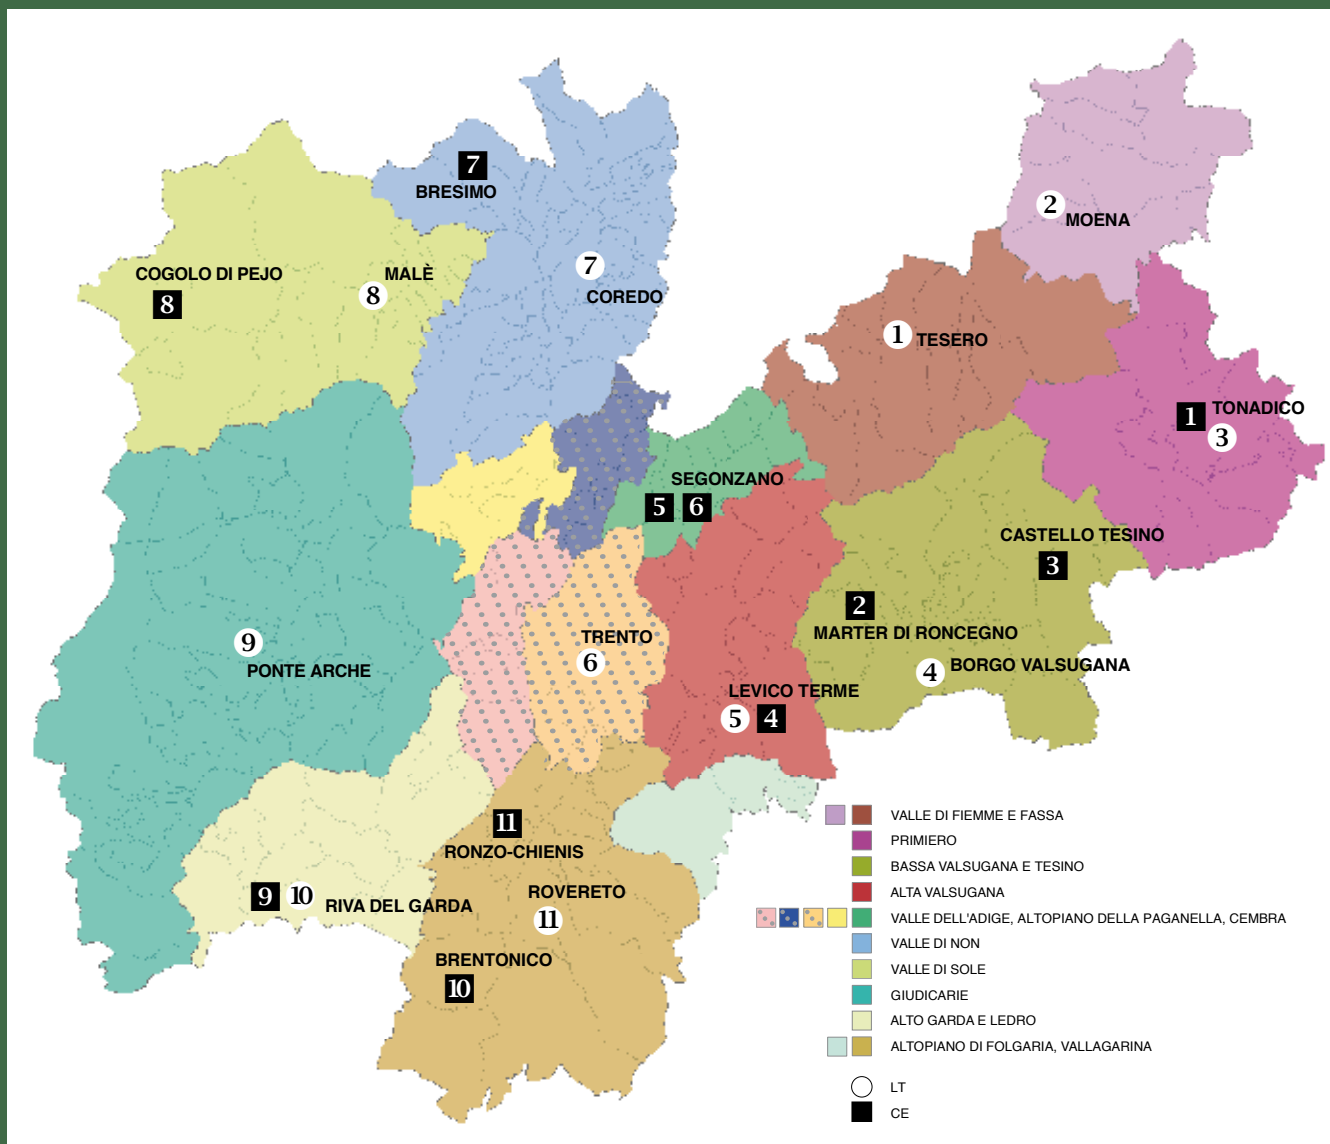 7
BRESIMO
2
MOENA
COGOLO DI PEJO
8
MALÈ
8
7
COREDO
1
TESERO
1
TONADICO
3
SEGONZANO
5
6
CASTELLO TESINO
3
2
MARTER DI RONCEGNO
4
BORGO VALSUGANA
9
PONTE ARCHE
TRENTO
6
LEVICO TERME
5
4
11
RONZO-CHIENIS
9
10
RIVA DEL GARDA
ROVERETO
11
BRENTONICO
10
VALLE DI FIEMME E FASSA
PRIMIERO
BASSA VALSUGANA E TESINO
ALTA VALSUGANA
VALLE DELL'ADIGE, ALTOPIANO DELLA PAGANELLA, CEMBRA
VALLE DI NON
VALLE DI SOLE
GIUDICARIE
ALTO GARDA E LEDRO
ALTOPIANO DI FOLGARIA, VALLAGARINA
LT
CE